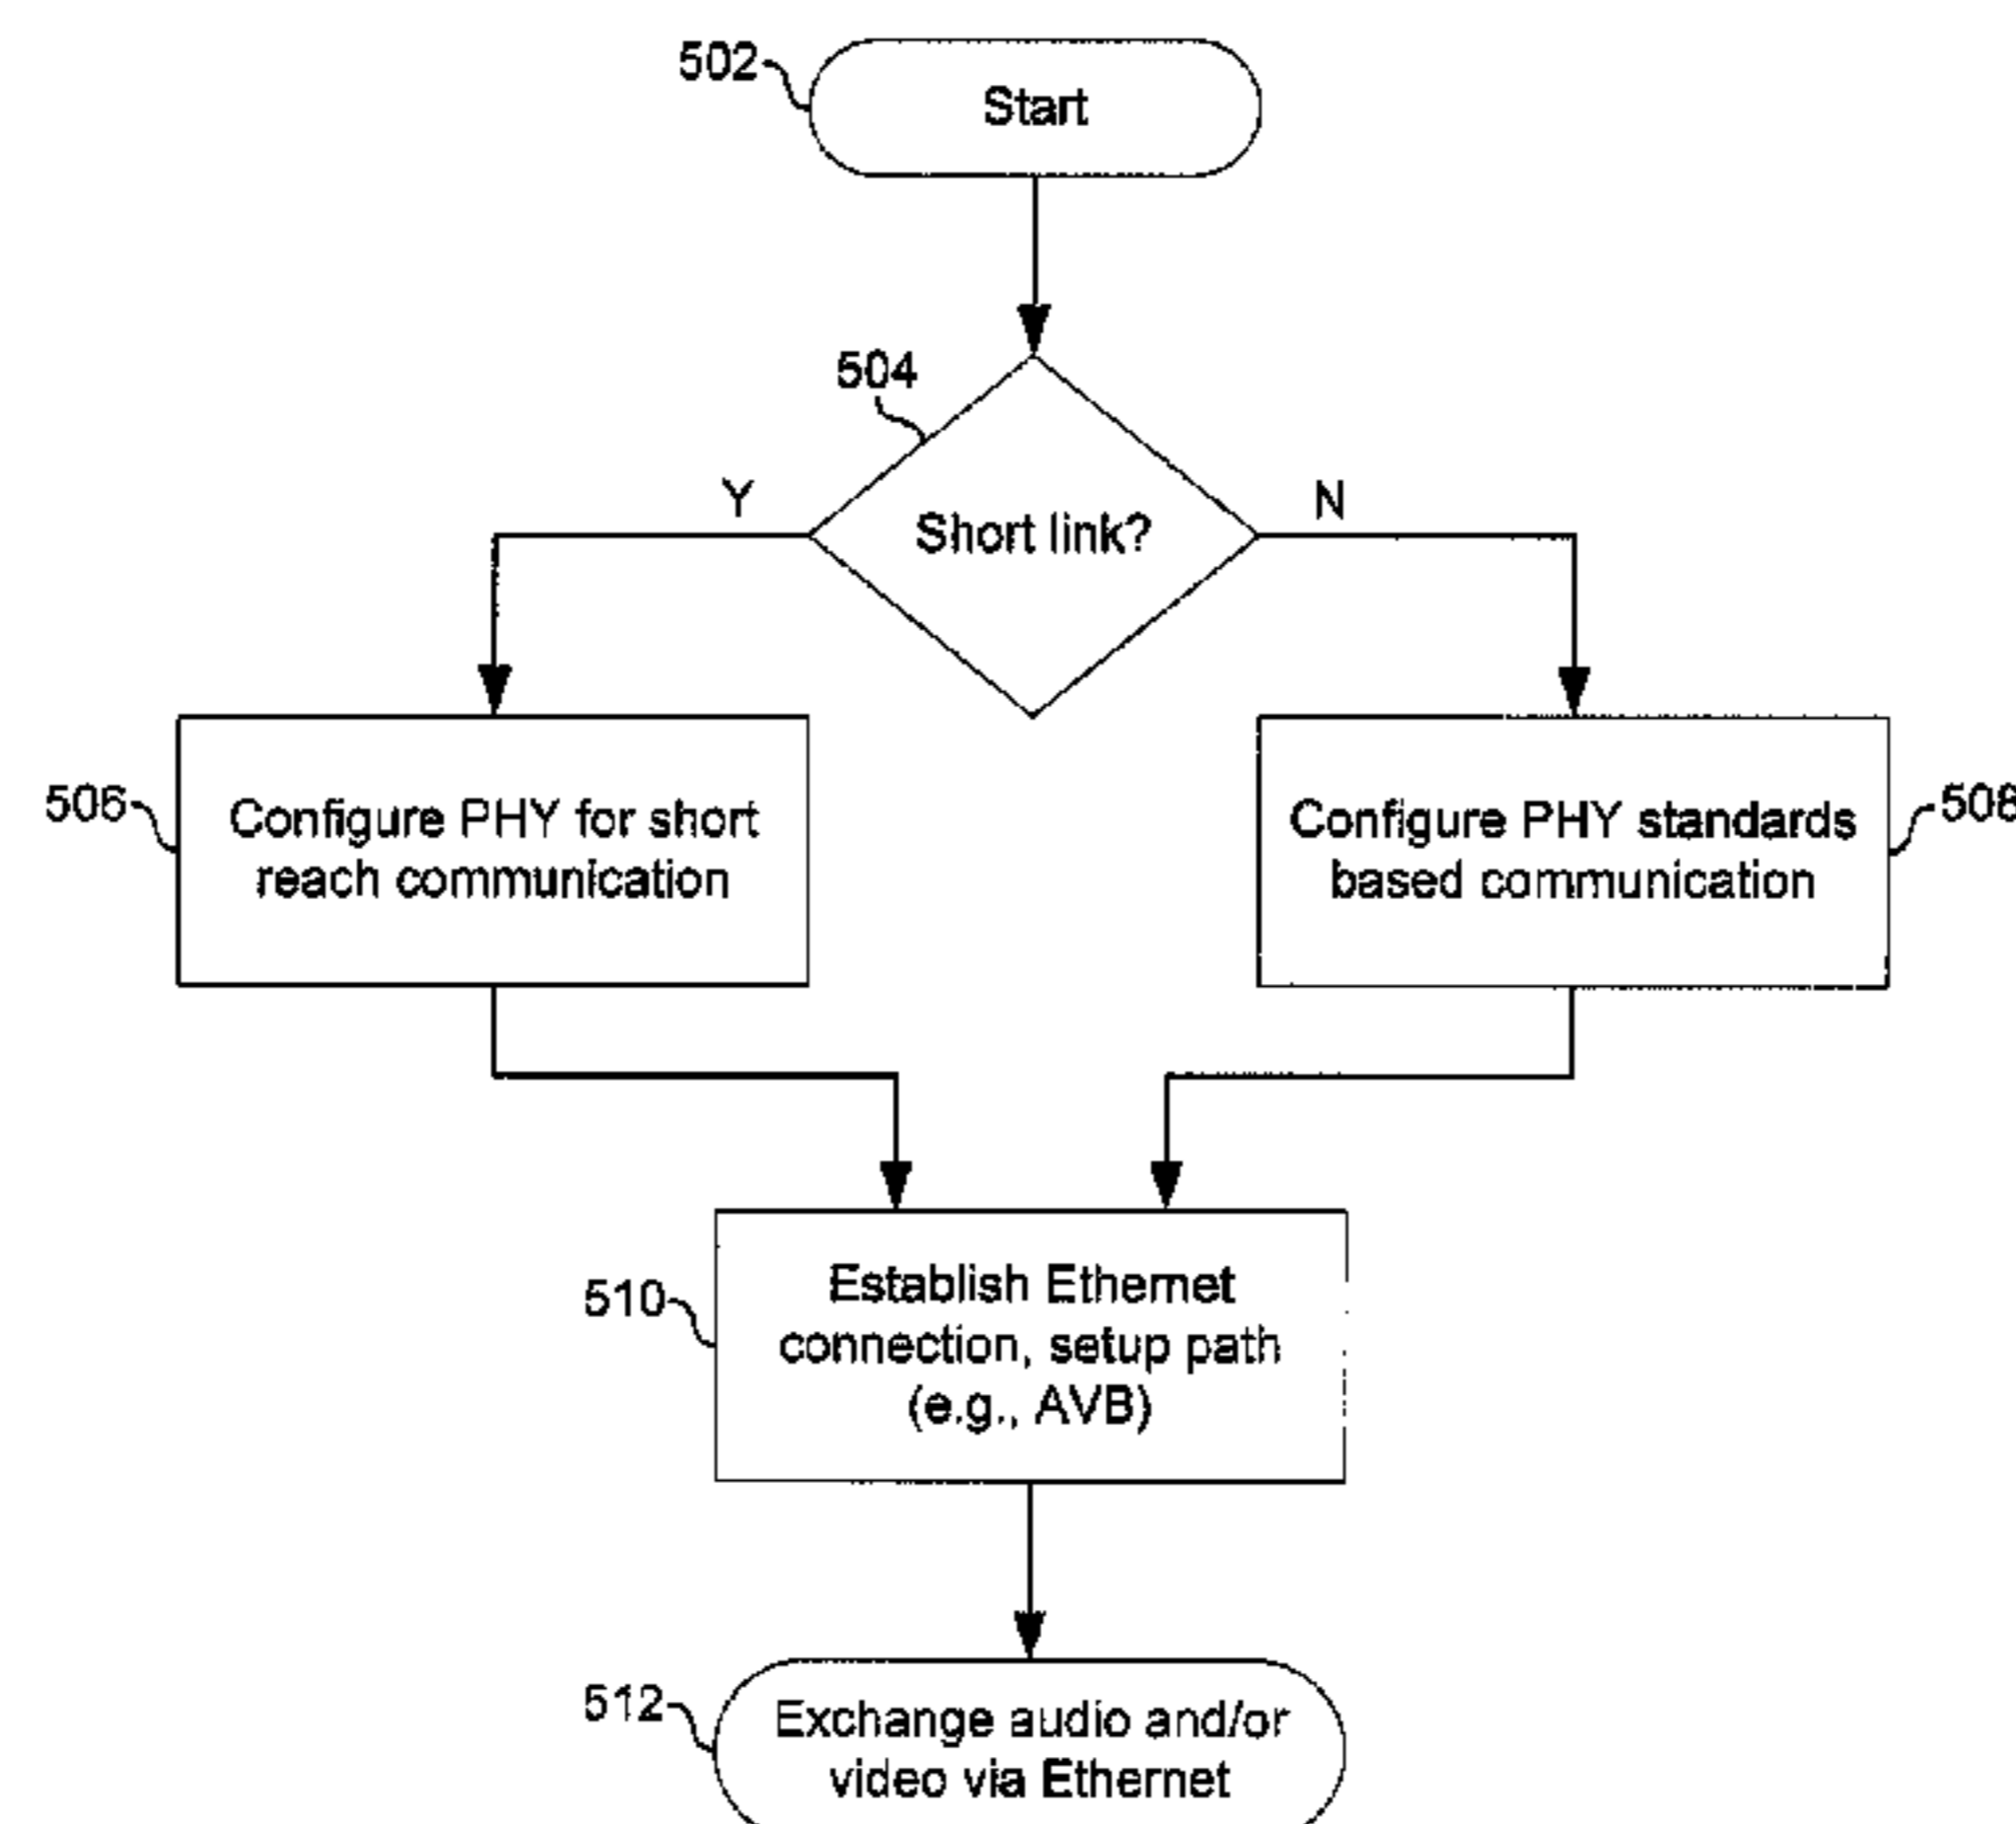 502
Start
504
Y
Short link?
N
506
Configure PHY for short
reach communication
Configure PHY standards
based communication
508
510
Establish Ethernet
connection, setup path
(e.g., AVB)
512
Exchange audio and/or
video via Ethernet